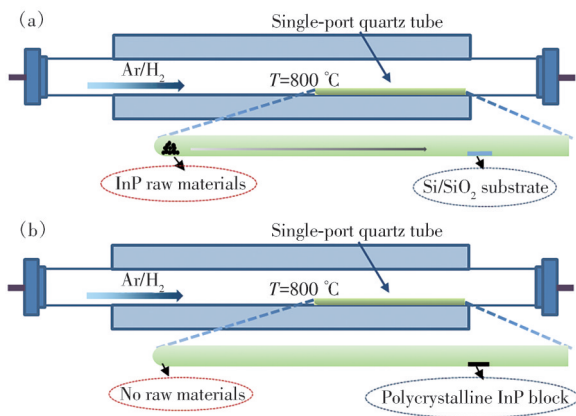 (a)
Single-port quartz tube
Ar/H₂
T=800 ℃
InP raw materials
Si/SiO₂ substrate
(b)
Single-port quartz tube
Ar/H₂
T=800 ℃
No raw materials
Polycrystalline InP block